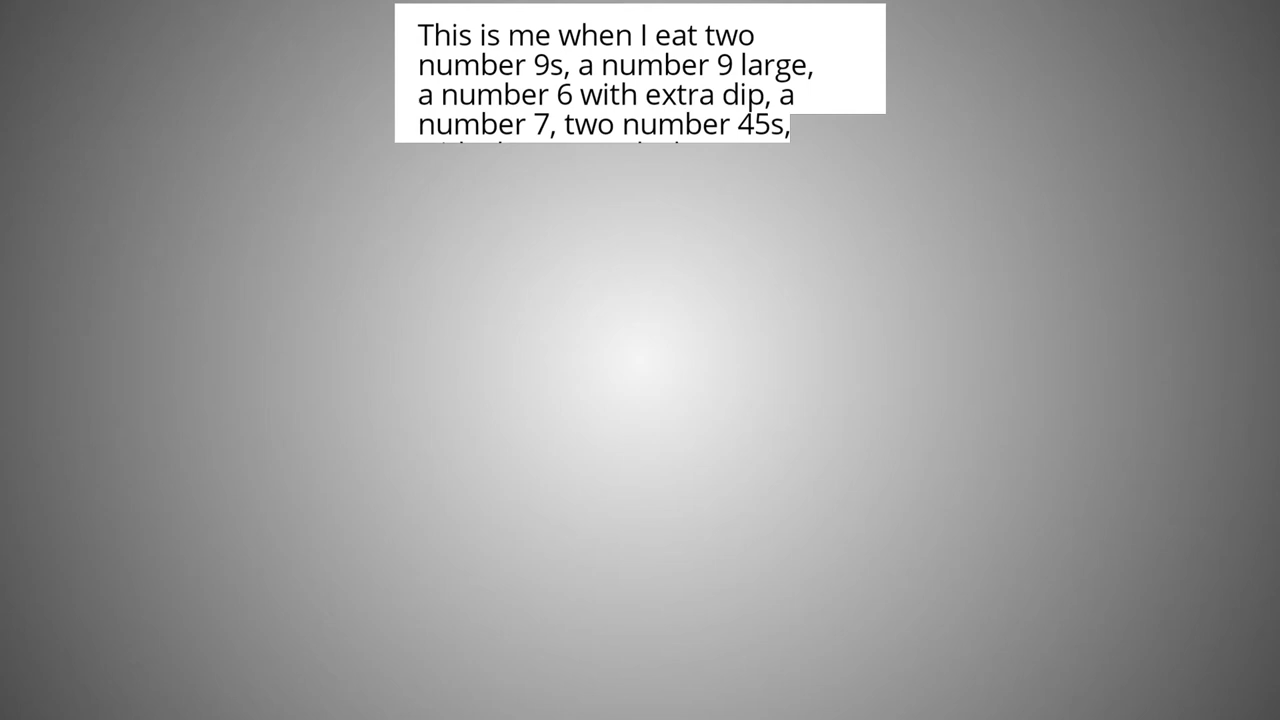 This is me when I eat two
number 9s, a number 9 large,
a number 6 with extra dip, a
number 7, two number 45s,